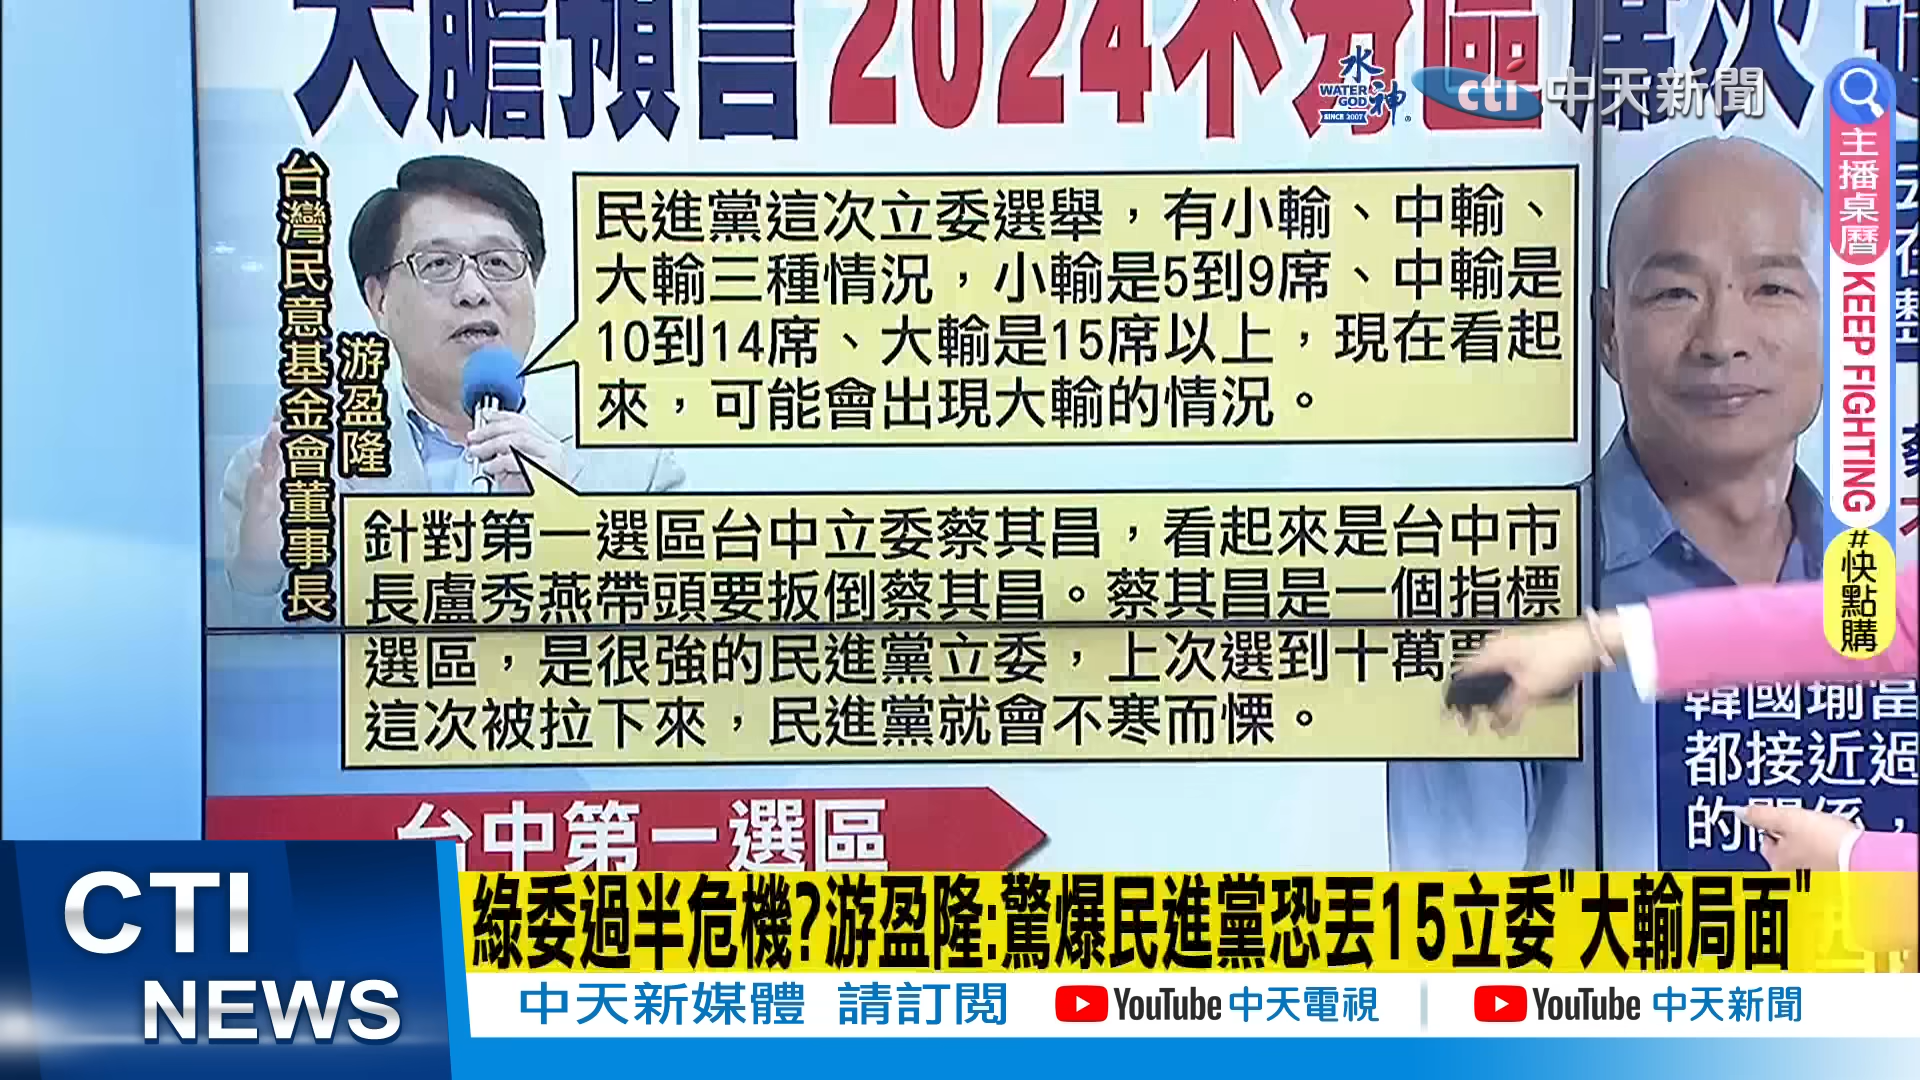 大膽預言2024不分區席次
水神
WATER GOD
SINCE 2007
cti 中天新聞
主播桌曆 KEEP FIGHTING #快點購
台灣民意基金會董事長
游盈隆
民進黨這次立委選舉，有小輸、中輸、
大輸三種情況，小輸是5到9席、中輸是
10到14席、大輸是15席以上，現在看起
來，可能會出現大輸的情況。
針對第一選區台中立委蔡其昌，看起來是台中市
長盧秀燕帶頭要扳倒蔡其昌。蔡其昌是一個指標
選區，是很強的民進黨立委，上次選到十萬票
這次被拉下來，民進黨就會不寒而慄。
韓國瑜當
都接近過
的關係，
台中第一選區
CTI NEWS
綠委過半危機?游盈隆:驚爆民進黨恐丟15立委"大輸局面"
中天新媒體 請訂閱 YouTube 中天電視 | YouTube 中天新聞